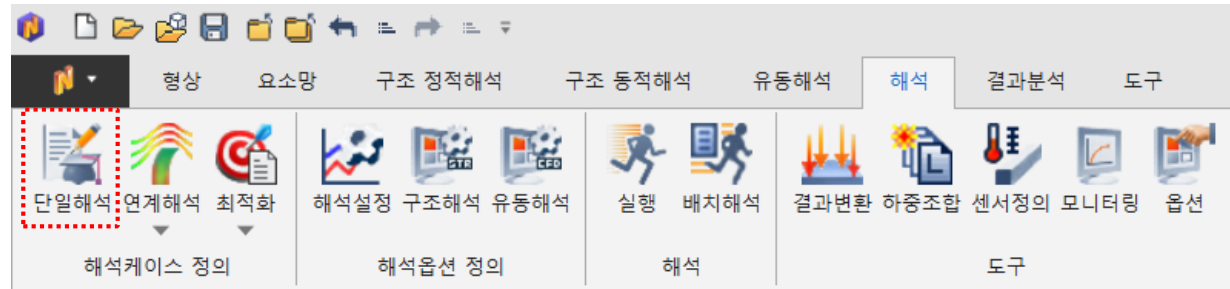 형상 요소망 구조 정적해석 구조 동적해석 유동해석 해석 결과분석 도구
STR CFD
단일해석 연계해석 최적화 해석설정 구조해석 유동해석 실행 배치해석 결과변환 하중조합 센서정의 모니터링 옵션
해석케이스 정의 해석옵션 정의 해석 도구